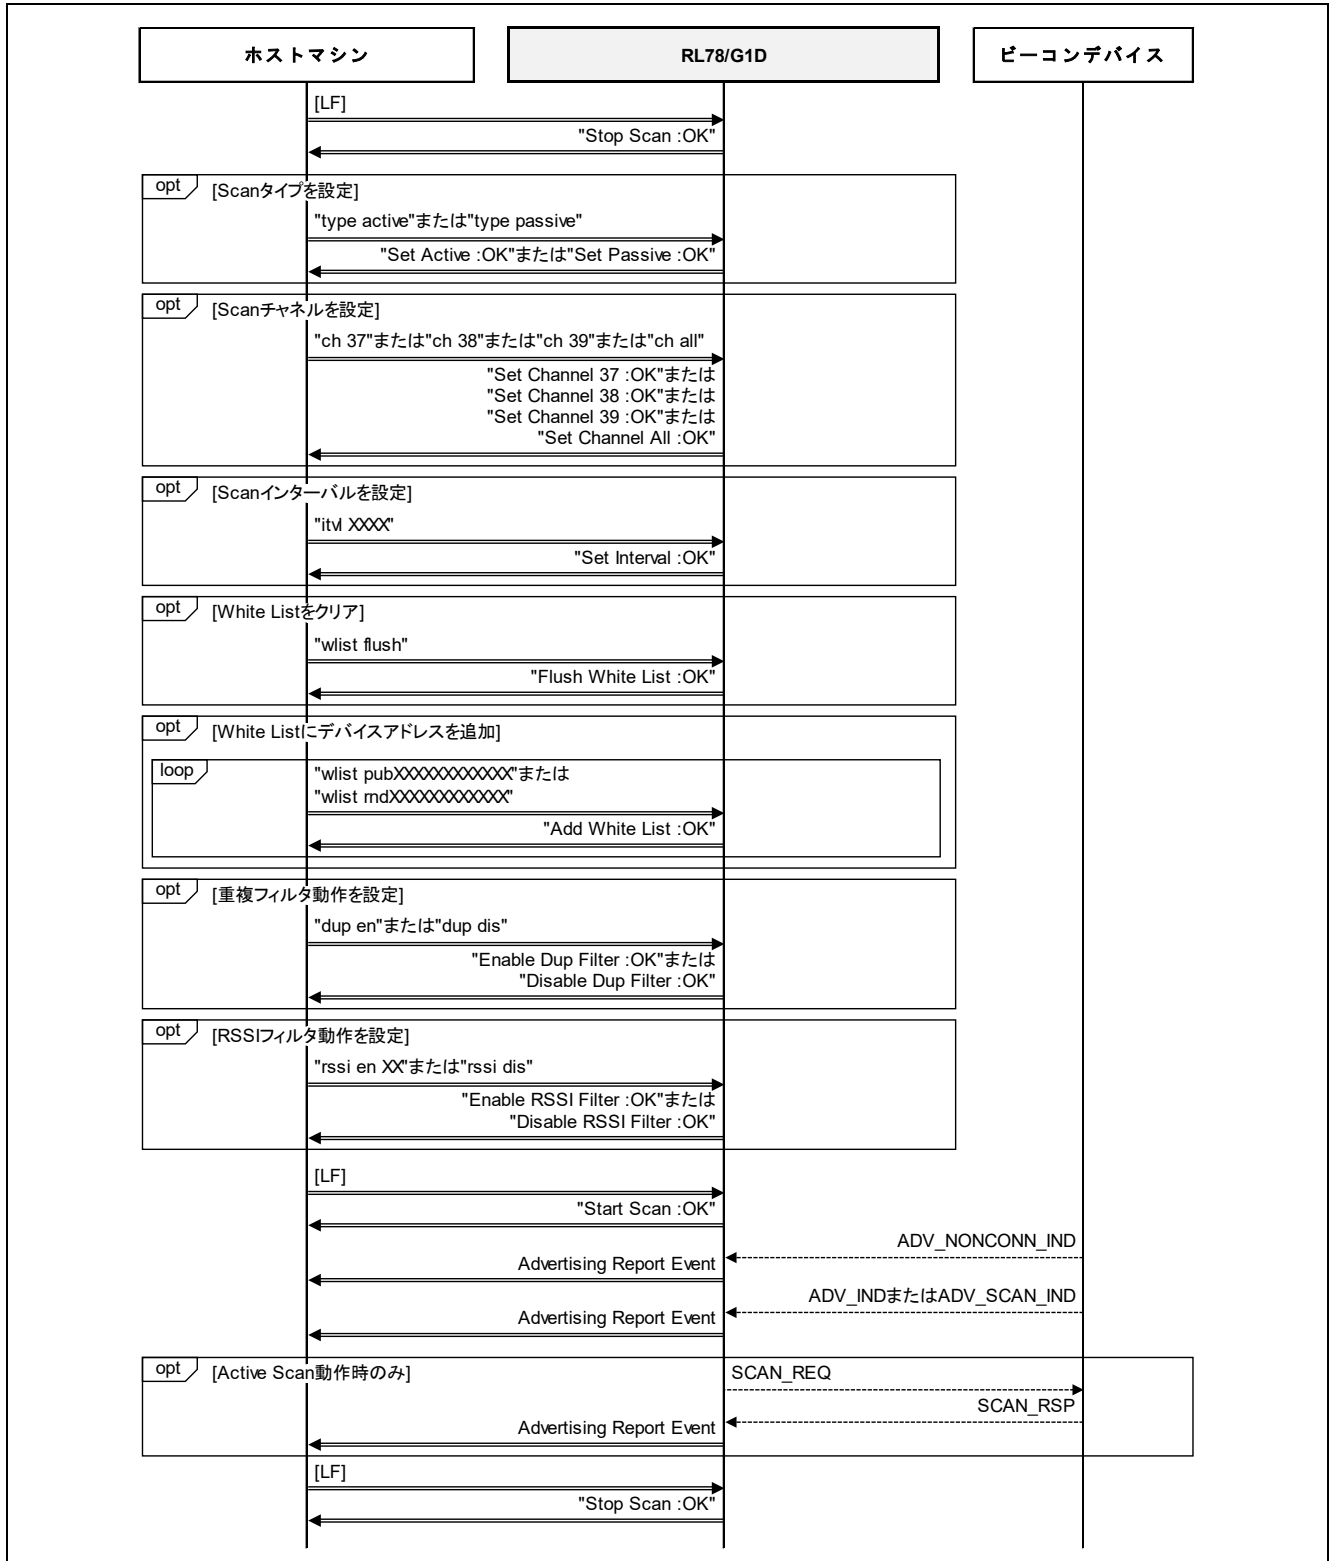 ホストマシン
RL78/G1D
ビーコンデバイス
[LF]
"Stop Scan :OK"
opt
[Scanタイプを設定]
"type active"または"type passive"
"Set Active :OK"または"Set Passive :OK"
opt
[Scanチャネルを設定]
"ch 37"または"ch 38"または"ch 39"または"ch all"
"Set Channel 37 :OK"または
"Set Channel 38 :OK"または
"Set Channel 39 :OK"または
"Set Channel All :OK"
opt
[Scanインターバルを設定]
"itvl XXXX"
"Set Interval :OK"
opt
[White Listをクリア]
"wlist flush"
"Flush White List :OK"
opt
[White Listにデバイスアドレスを追加]
loop
"wlist pubXXXXXXXXXXXX"または
"wlist rndXXXXXXXXXXXX"
"Add White List :OK"
opt
[重複フィルタ動作を設定]
"dup en"または"dup dis"
"Enable Dup Filter :OK"または
"Disable Dup Filter :OK"
opt
[RSSIフィルタ動作を設定]
"rssi en XX"または"rssi dis"
"Enable RSSI Filter :OK"または
"Disable RSSI Filter :OK"
[LF]
"Start Scan :OK"
ADV_NONCONN_IND
Advertising Report Event
ADV_INDまたはADV_SCAN_IND
Advertising Report Event
opt
[Active Scan動作時のみ]
SCAN_REQ
SCAN_RSP
Advertising Report Event
[LF]
"Stop Scan :OK"